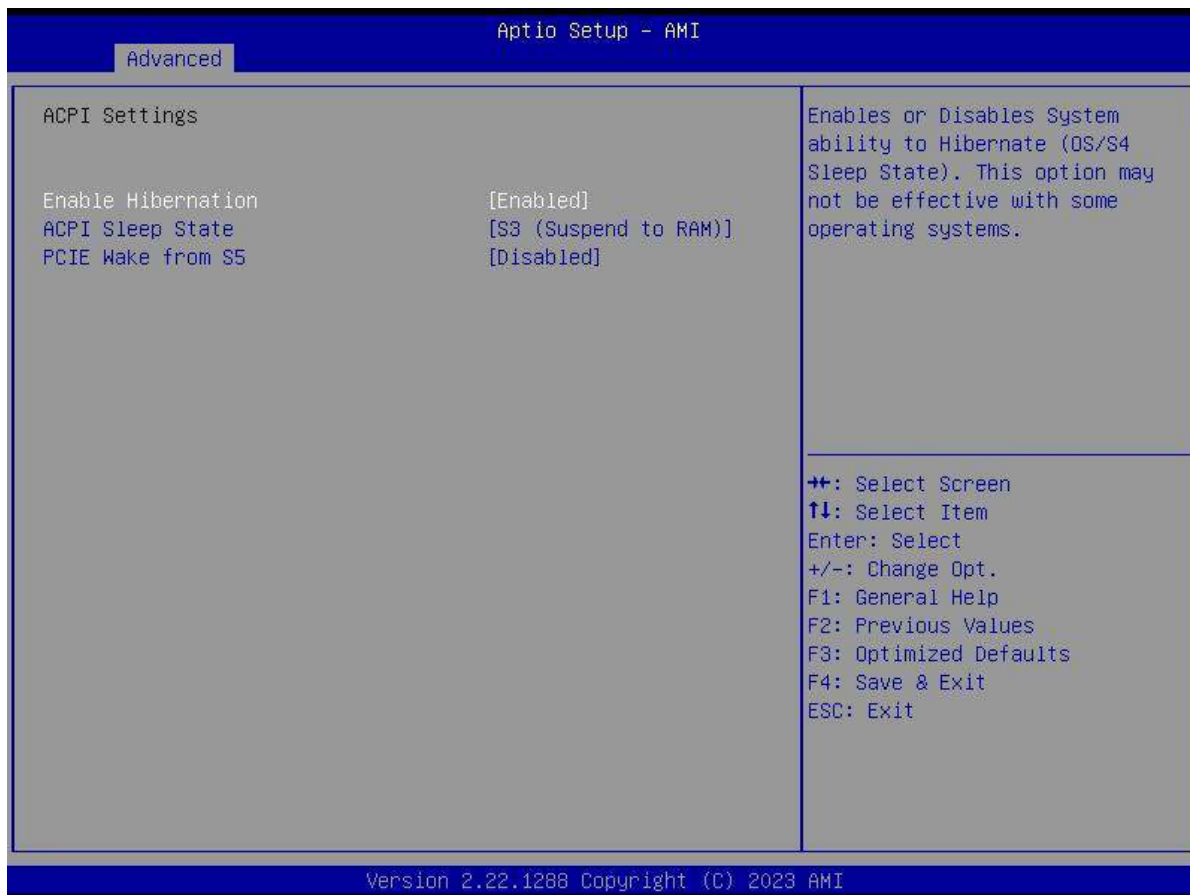 Aptio Setup - AMI
Advanced
ACPI Settings
Enable Hibernation [Enabled]
ACPI Sleep State [S3 (Suspend to RAM)]
PCIE Wake from S5 [Disabled]
Enables or Disables System
ability to Hibernate (OS/S4
Sleep State). This option may
not be effective with some
operating systems.
→←: Select Screen
↑↓: Select Item
Enter: Select
+/-: Change Opt.
F1: General Help
F2: Previous Values
F3: Optimized Defaults
F4: Save & Exit
ESC: Exit
Version 2.22.1288 Copyright (C) 2023 AMI